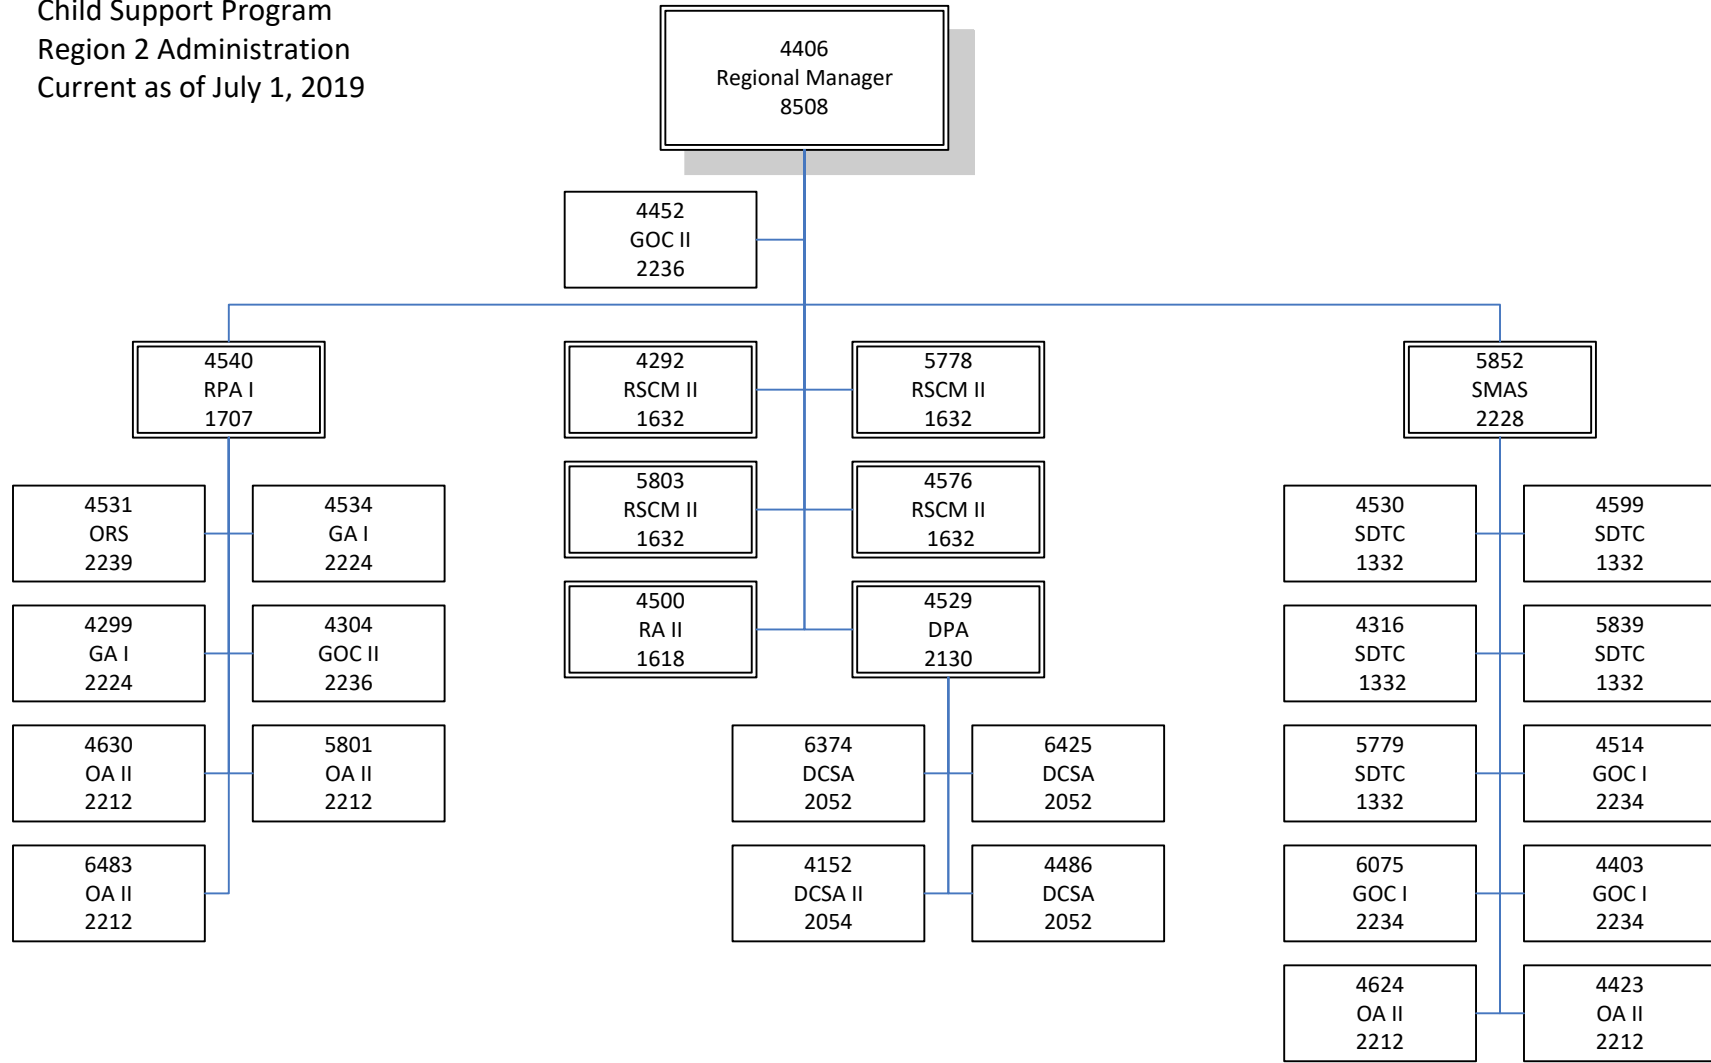 Child Support Program
Region 2 Administration
Current as of July 1, 2019
4406
Regional Manager
8508
4452
GOC II
2236
4540
RPA I
1707
4292
RSCM II
1632
5778
RSCM II
1632
5852
SMAS
2228
5803
RSCM II
1632
4576
RSCM II
1632
4500
RA II
1618
4529
DPA
2130
4531
ORS
2239
4534
GA I
2224
4299
GA I
2224
4304
GOC II
2236
4630
OA II
2212
5801
OA II
2212
6483
OA II
2212
6374
DCSA
2052
6425
DCSA
2052
4152
DCSA II
2054
4486
DCSA
2052
4530
SDTC
1332
4599
SDTC
1332
4316
SDTC
1332
5839
SDTC
1332
5779
SDTC
1332
4514
GOC I
2234
6075
GOC I
2234
4403
GOC I
2234
4624
OA II
2212
4423
OA II
2212